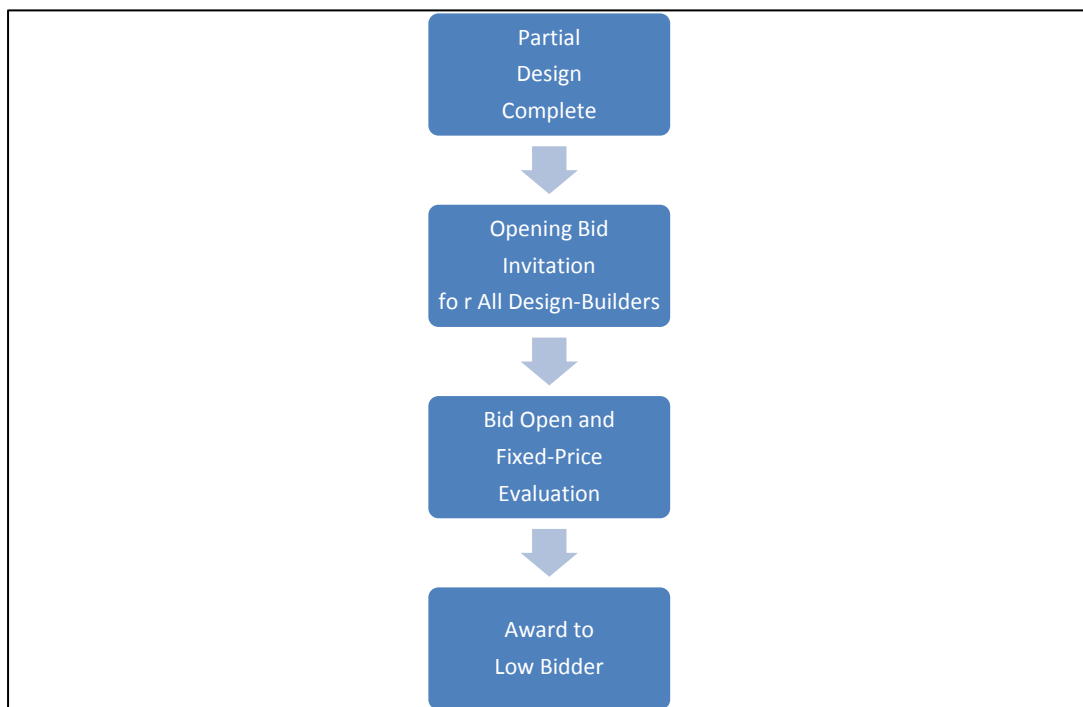 Partial
Design
Complete
Opening Bid
Invitation
fo r All Design-Builders
Bid Open and
Fixed-Price
Evaluation
Award to
Low Bidder